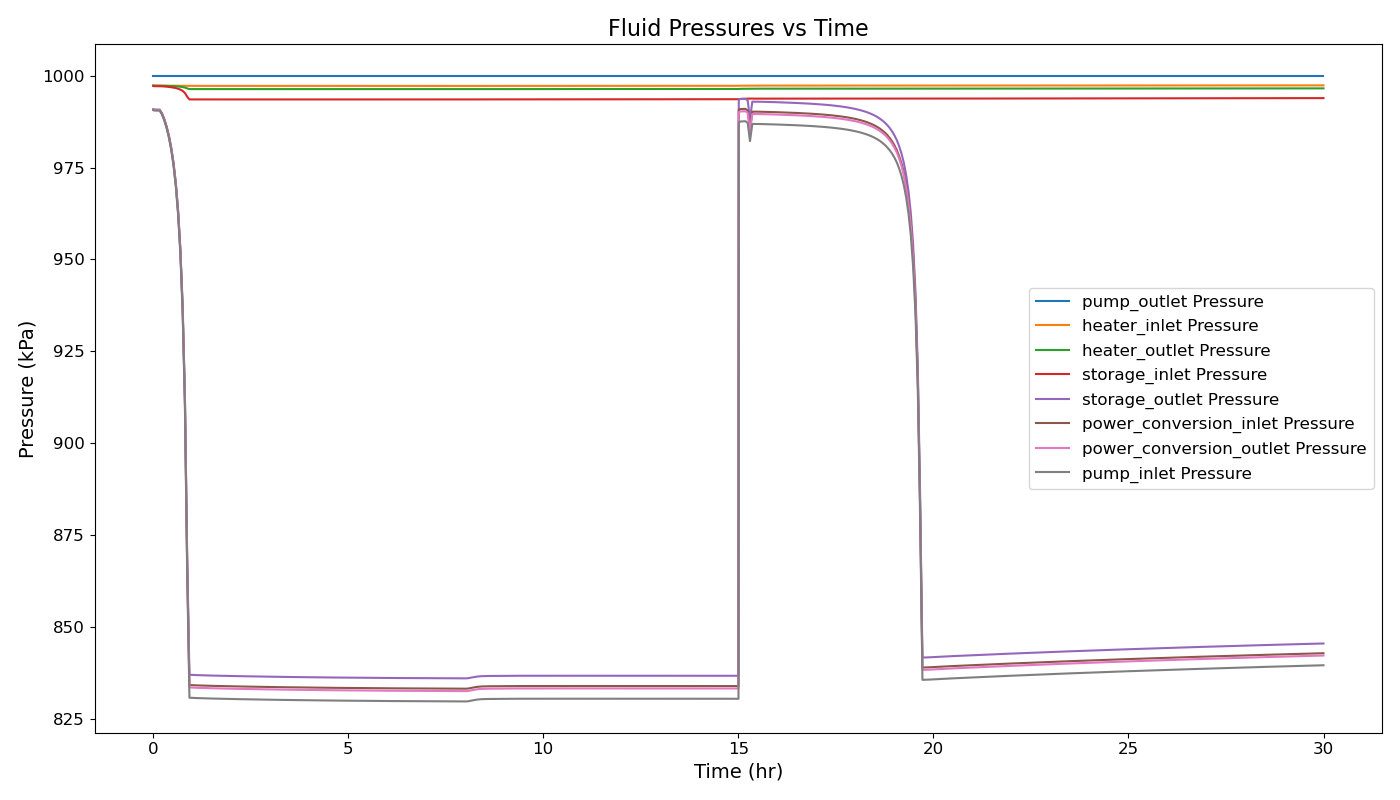 Fluid Pressures vs Time
Pressure (kPa)
1000
975
950
925
900
875
850
825
pump_outlet Pressure
heater_inlet Pressure
heater_outlet Pressure
storage_inlet Pressure
storage_outlet Pressure
power_conversion_inlet Pressure
power_conversion_outlet Pressure
pump_inlet Pressure
0 5 10 15 20 25 30
Time (hr)